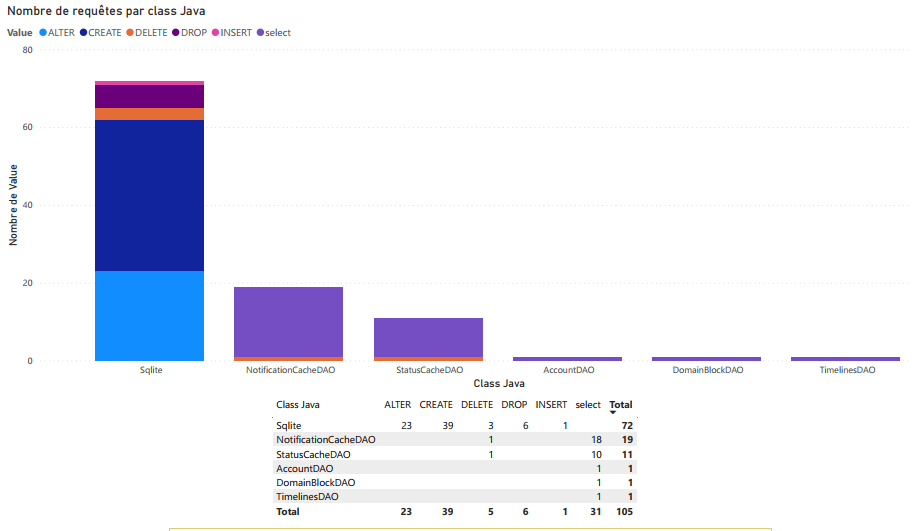 Nombre de requêtes par class Java
Value ALTER CREATE DELETE DROP INSERT select
80
60
40
20
0
Nombre de Value
Sqlite NotificationCacheDAO StatusCacheDAO AccountDAO DomainBlockDAO TimelinesDAO
Class Java
Class Java ALTER CREATE DELETE DROP INSERT select Total
Sqlite 23 39 3 6 1 72
NotificationCacheDAO 1 18 19
StatusCacheDAO 1 10 11
AccountDAO 1 1
DomainBlockDAO 1 1
TimelinesDAO 1 1
Total 23 39 5 6 1 31 105